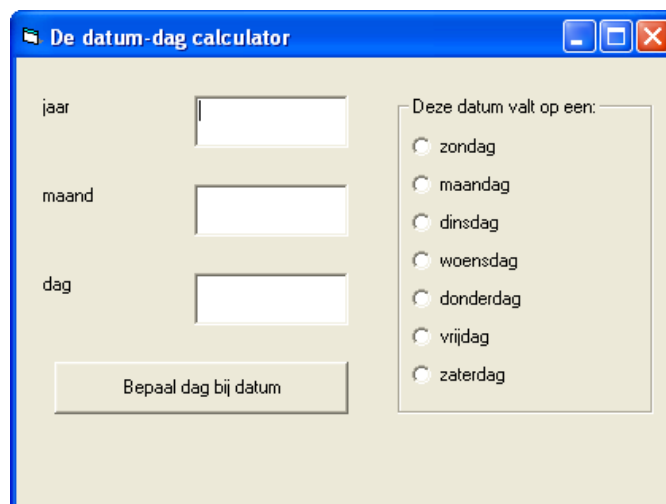 De datum-dag calculator
jaar
maand
dag
Bepaal dag bij datum
Deze datum valt op een:
zondag
maandag
dinsdag
woensdag
donderdag
vrijdag
zaterdag